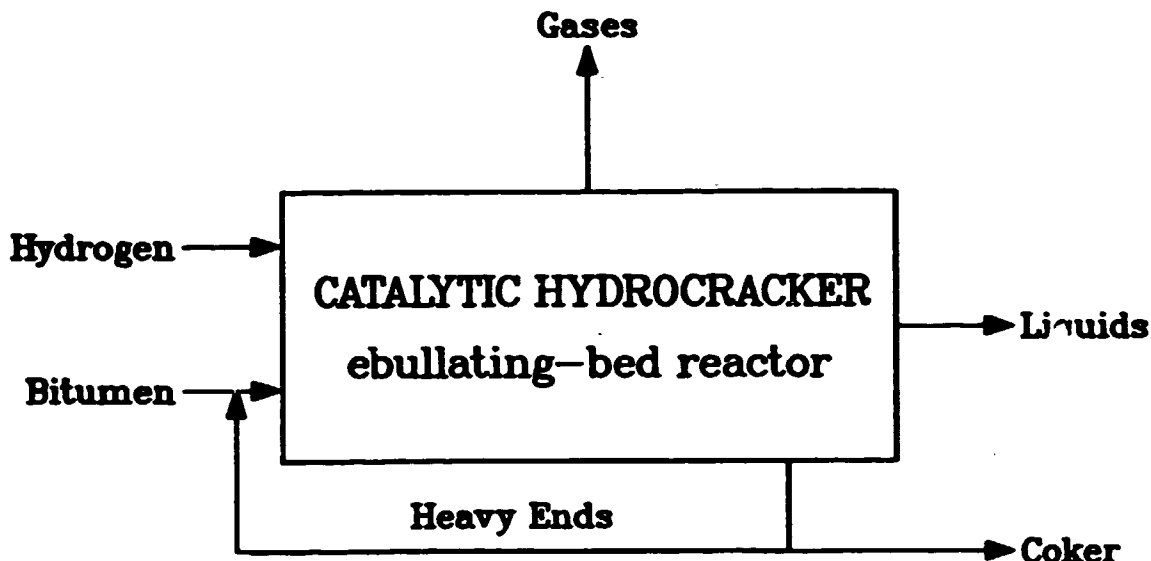 Gases
Hydrogen
CATALYTIC HYDROCRACKER
ebullating-bed reactor
Liquids
Bitumen
Heavy Ends
Coker